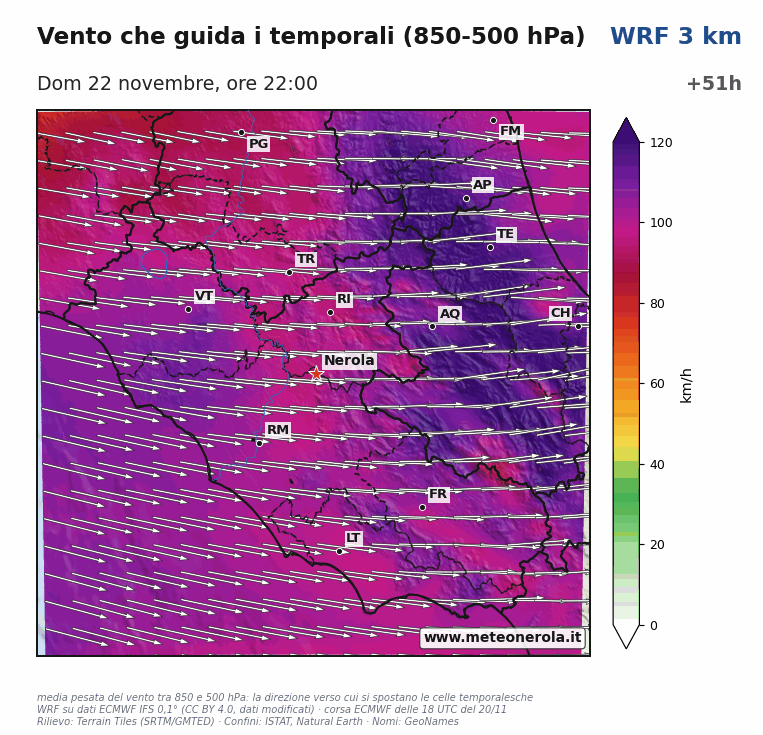 Vento che guida i temporali (850-500 hPa) WRF 3 km
Dom 22 novembre, ore 22:00 +51h
FM
PG
AP
TE
TR
VT
RI
AQ
CH
Nerola
RM
FR
LT
www.meteonerola.it
120
100
80
60
40
20
0
km/h
media pesata del vento tra 850 e 500 hPa: la direzione verso cui si spostano le celle temporalesche
WRF su dati ECMWF IFS 0,1° (CC BY 4.0, dati modificati) · corsa ECMWF delle 18 UTC del 20/11
Rilievo: Terrain Tiles (SRTM/GMTED) · Confini: ISTAT, Natural Earth · Nomi: GeoNames